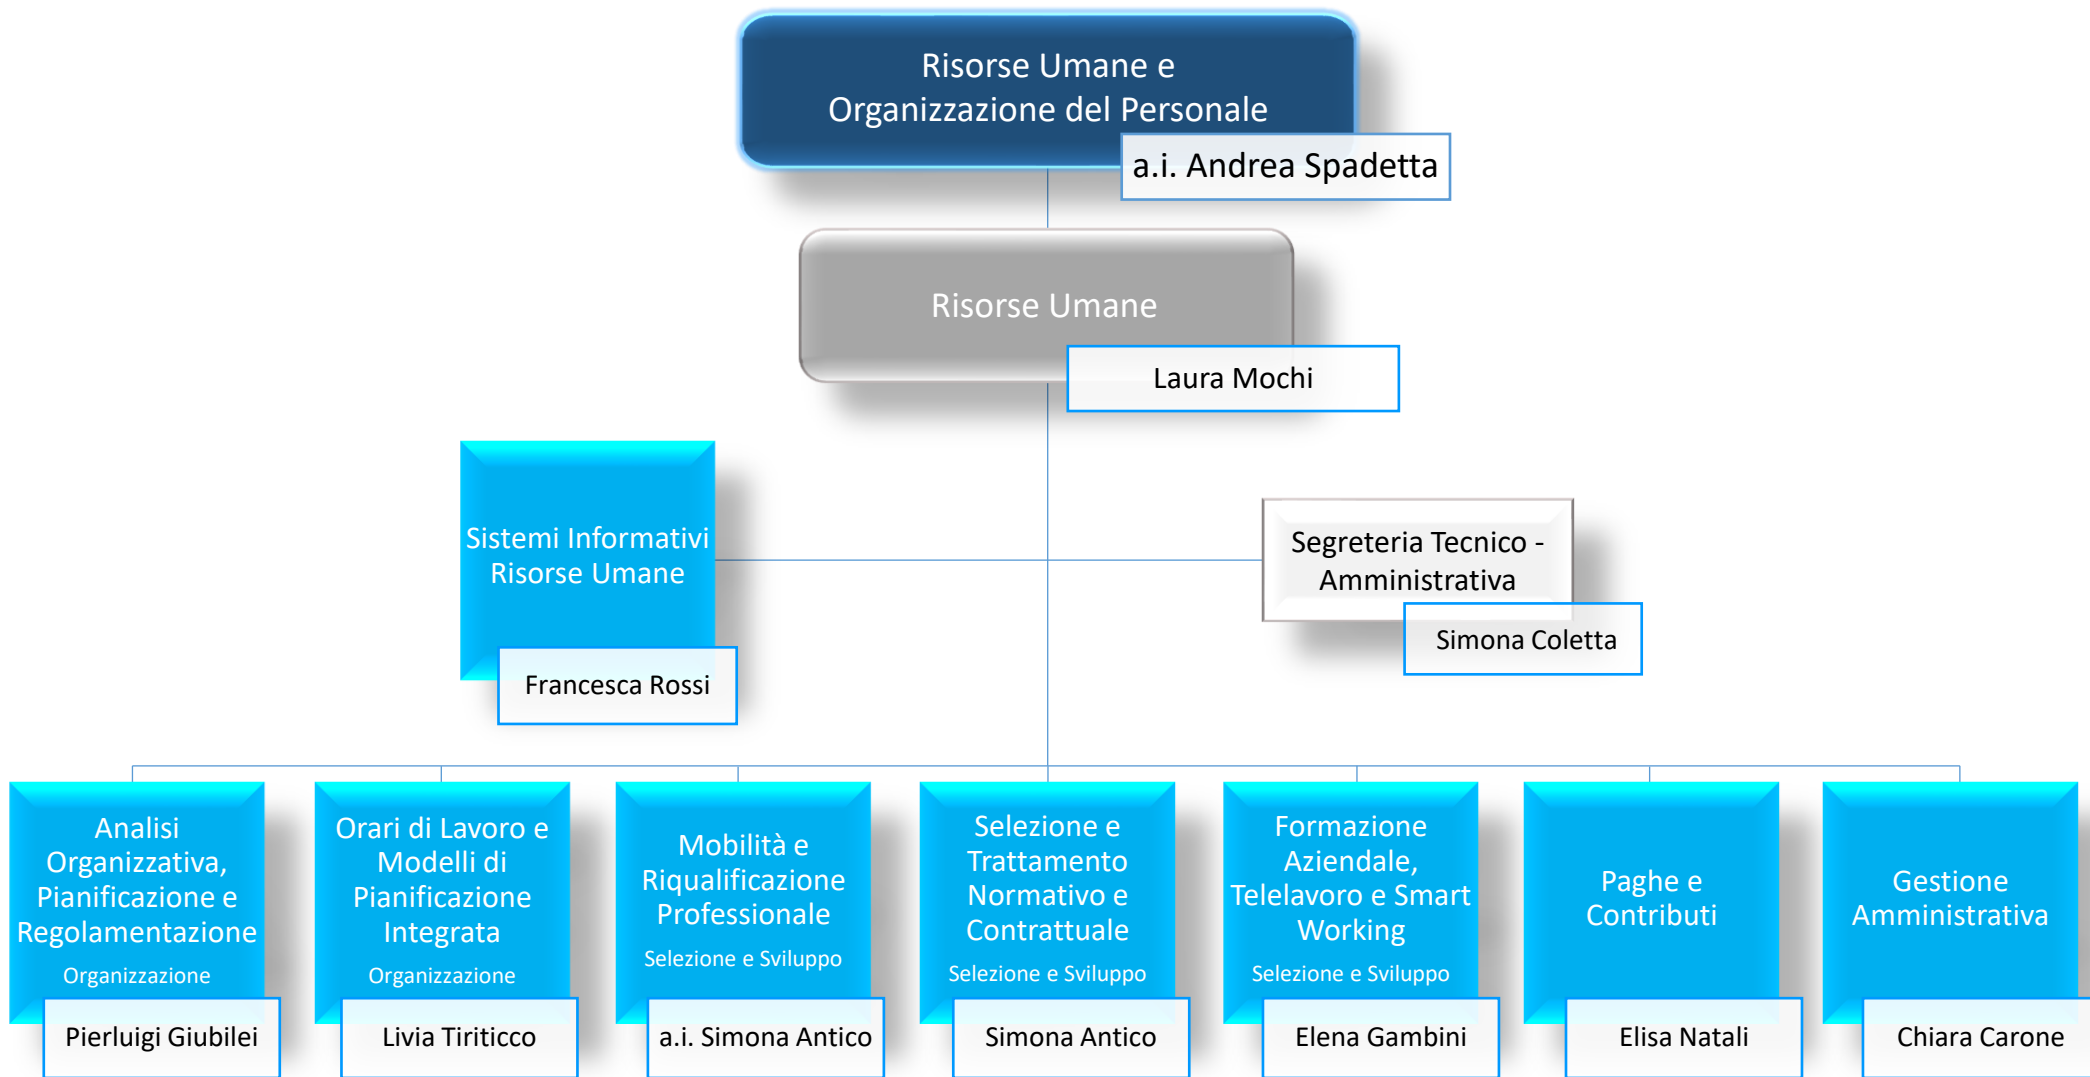 Risorse Umane e
Organizzazione del Personale
a.i. Andrea Spadetta
Risorse Umane
Laura Mochi
Sistemi Informativi
Risorse Umane
Francesca Rossi
Segreteria Tecnico -
Amministrativa
Simona Coletta
Analisi
Organizzativa,
Pianificazione e
Regolamentazione
Organizzazione
Pierluigi Giubilei
Orari di Lavoro e
Modelli di
Pianificazione
Integrata
Organizzazione
Livia Tiriticco
Mobilità e
Riqualificazione
Professionale
Selezione e Sviluppo
a.i. Simona Antico
Selezione e
Trattamento
Normativo e
Contrattuale
Selezione e Sviluppo
Simona Antico
Formazione
Aziendale,
Telelavoro e Smart
Working
Selezione e Sviluppo
Elena Gambini
Paghe e
Contributi
Elisa Natali
Gestione
Amministrativa
Chiara Carone